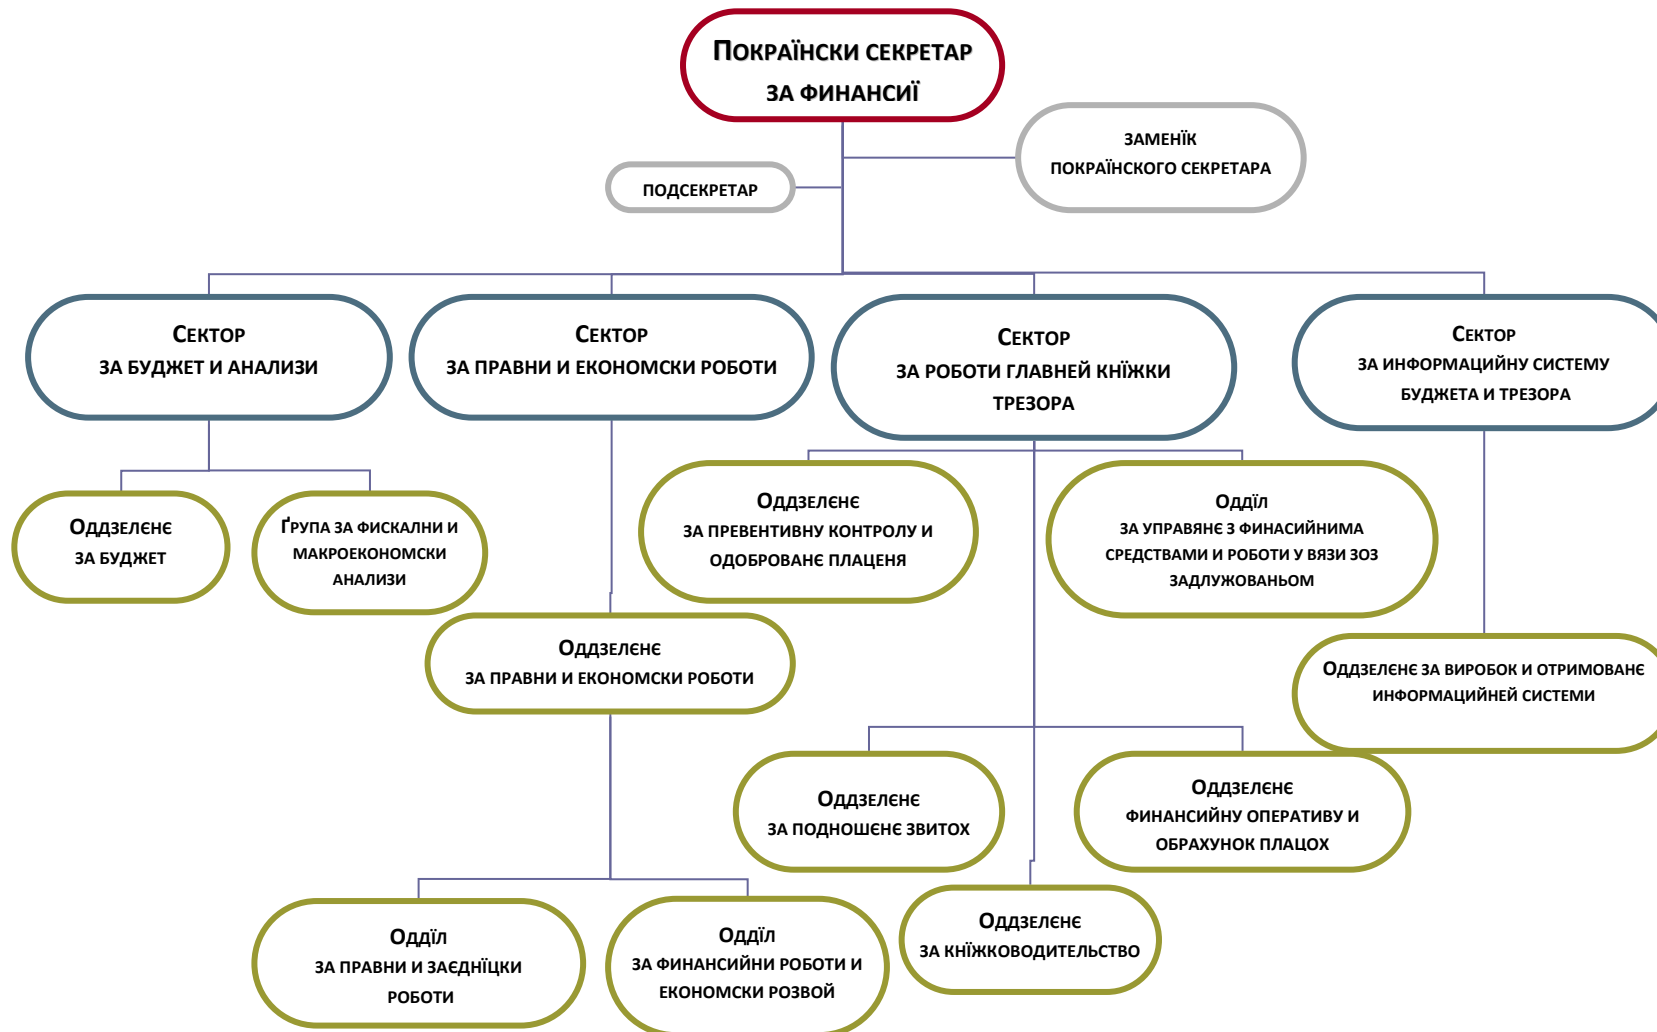 ПОКРАЇНСКИ СЕКРЕТАР
ЗА ФИНАНСИЇ
ЗАМЕНЇК
ПОКРАЇНСКОГО СЕКРЕТАРА
ПОДСЕКРЕТАР
СЕКТОР
ЗА БУДЖЕТ И АНАЛИЗИ
СЕКТОР
ЗА ПРАВНИ И ЕКОНОМСКИ РОБОТИ
СЕКТОР
ЗА РОБОТИ ГЛАВНЕЙ КНЇЖКИ
ТРЕЗОРА
СЕКТОР
ЗА ИНФОРМАЦИЙНУ СИСТЕМУ
БУДЖЕТА И ТРЕЗОРА
ОДДЗЕЛЄНЄ
ЗА БУДЖЕТ
ҐРУПА ЗА ФИСКАЛНИ И
МАКРОЕКОНОМСКИ
АНАЛИЗИ
ОДДЗЕЛЄНЄ
ЗА ПРЕВЕНТИВНУ КОНТРОЛУ И
ОДОБРОВАНЄ ПЛАЦЕНЯ
ОДДЇЛ
ЗА УПРАВЯНЄ З ФИНАСИЙНИМА
СРЕДСТВАМИ И РОБОТИ У ВЯЗИ ЗОЗ
ЗАДЛУЖОВАНЬОМ
ОДДЗЕЛЄНЄ
ЗА ПРАВНИ И ЕКОНОМСКИ РОБОТИ
ОДДЗЕЛЄНЄ ЗА ВИРОБОК И ОТРИМОВАНЄ
ИНФОРМАЦИЙНЕЙ СИСТЕМИ
ОДДЗЕЛЄНЄ
ЗА ПОДНОШЕНЄ ЗВИТОХ
ОДДЗЕЛЄНЄ
ФИНАНСИЙНУ ОПЕРАТИВУ И
ОБРАХУНОК ПЛАЦОХ
ОДДЇЛ
ЗА ПРАВНИ И ЗАЄДНЇЦКИ
РОБОТИ
ОДДЇЛ
ЗА ФИНАНСИЙНИ РОБОТИ И
ЕКОНОМСКИ РОЗВОЙ
ОДДЗЕЛЄНЄ
ЗА КНЇЖКОВОДИТЕЛЬСТВО